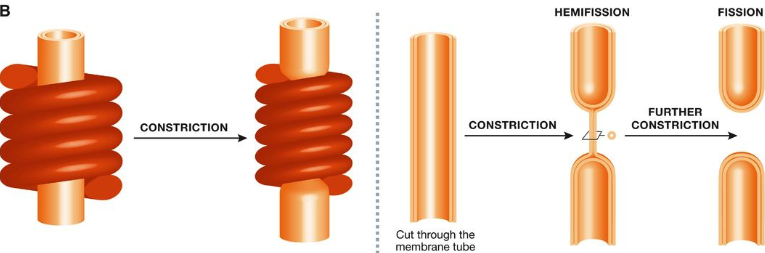 B
CONSTRICTION
Cut through the
membrane tube
CONSTRICTION
HEMIFISSION
FURTHER
CONSTRICTION
FISSION